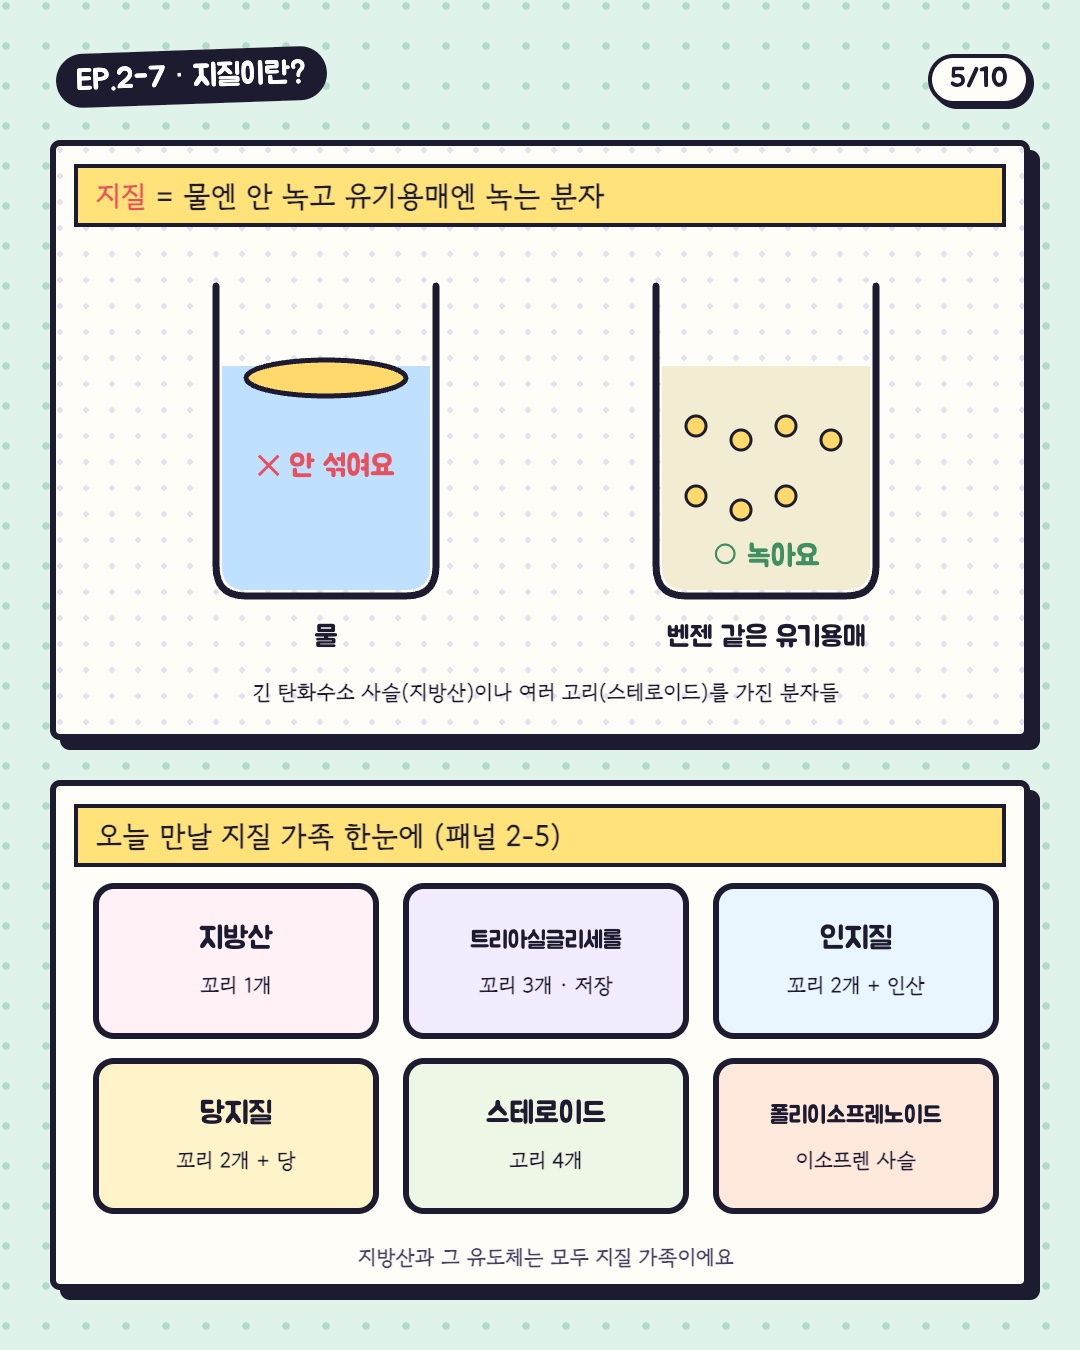 EP.2-7 · 지질이란?
5/10
지질 = 물엔 안 녹고 유기용매엔 녹는 분자
✕ 안 섞여요
○ 녹아요
물
벤젠 같은 유기용매
긴 탄화수소 사슬(지방산)이나 여러 고리(스테로이드)를 가진 분자들
오늘 만날 지질 가족 한눈에 (패널 2-5)
지방산
꼬리 1개
트리아실글리세롤
꼬리 3개 · 저장
인지질
꼬리 2개 + 인산
당지질
꼬리 2개 + 당
스테로이드
고리 4개
폴리이소프레노이드
이소프렌 사슬
지방산과 그 유도체는 모두 지질 가족이에요